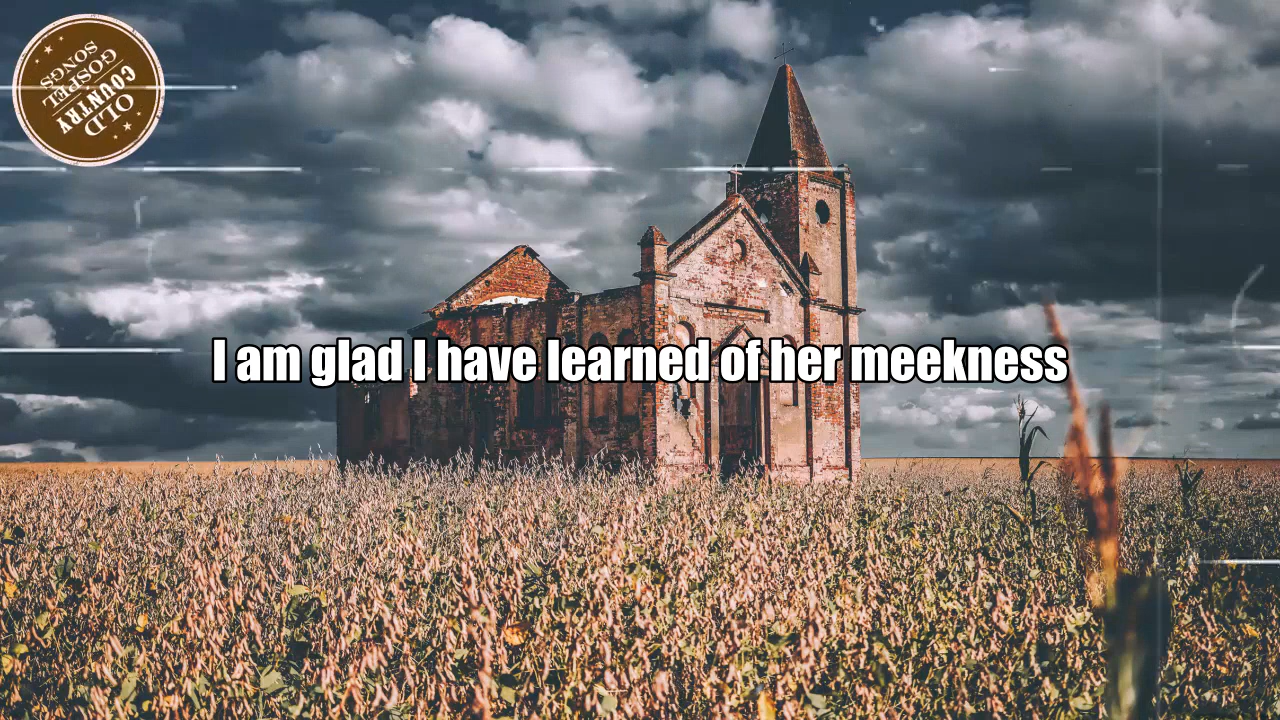 OLD
COUNTRY
GOSPEL
SONGS
I am glad I have learned of her meekness